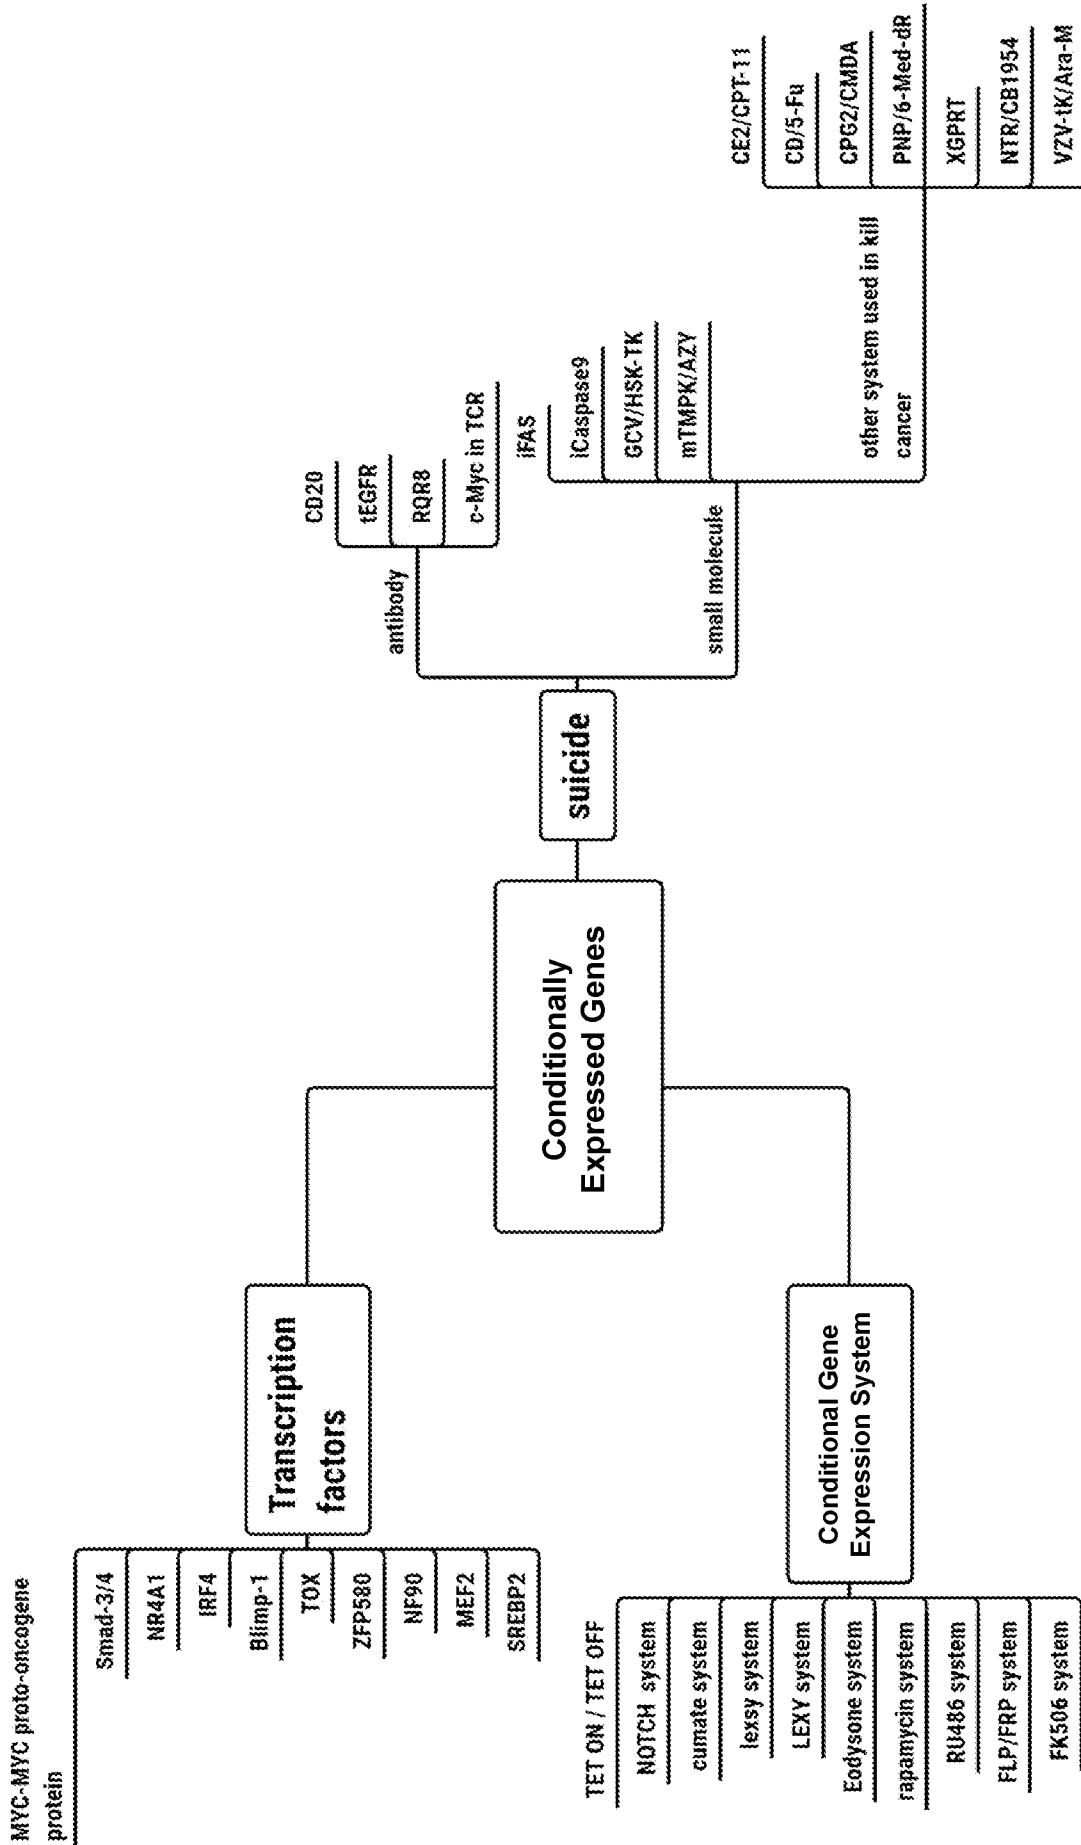 MYC-MYC proto-oncogene
protein
Smad-3/4
NR4A1
IRF4
Blimp-1
TOX
ZFP580
NF90
MEF2
SREBP2
Transcription
factors
TET ON / TET OFF
NOTCH system
cumate system
lexsy system
LEXY system
Eodysone system
rapamycin system
RU486 system
FLP/FRP system
FK506 system
Conditional Gene
Expression System
Conditionally
Expressed Genes
suicide
antibody
CD20
tEGFR
RQR8
c-Myc in TCR
small molecule
iFAS
iCaspase9
GCV/HSK-TK
mTMPK/AZY
other system used in kill
cancer
CE2/CPT-11
CD/5-Fu
CPG2/CMDA
PNP/6-Med-dR
XGPRT
NTR/CB1954
VZV-tK/Ara-M